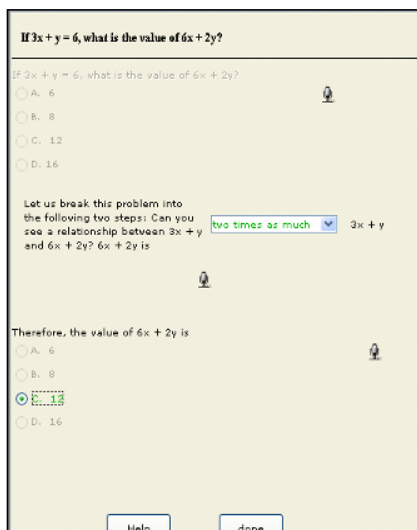 If 3x + y = 6, what is the value of 6x + 2y?
If 3x + y = 6, what is the value of 6x + 2y?
A. 6
B. 8
C. 12
D. 16
Let us break this problem into
the following two steps: Can you
see a relationship between 3x + y two times as much 3x + y
and 6x + 2y? 6x + 2y is
Therefore, the value of 6x + 2y is
A. 6
B. 8
C. 12
D. 16
Help done